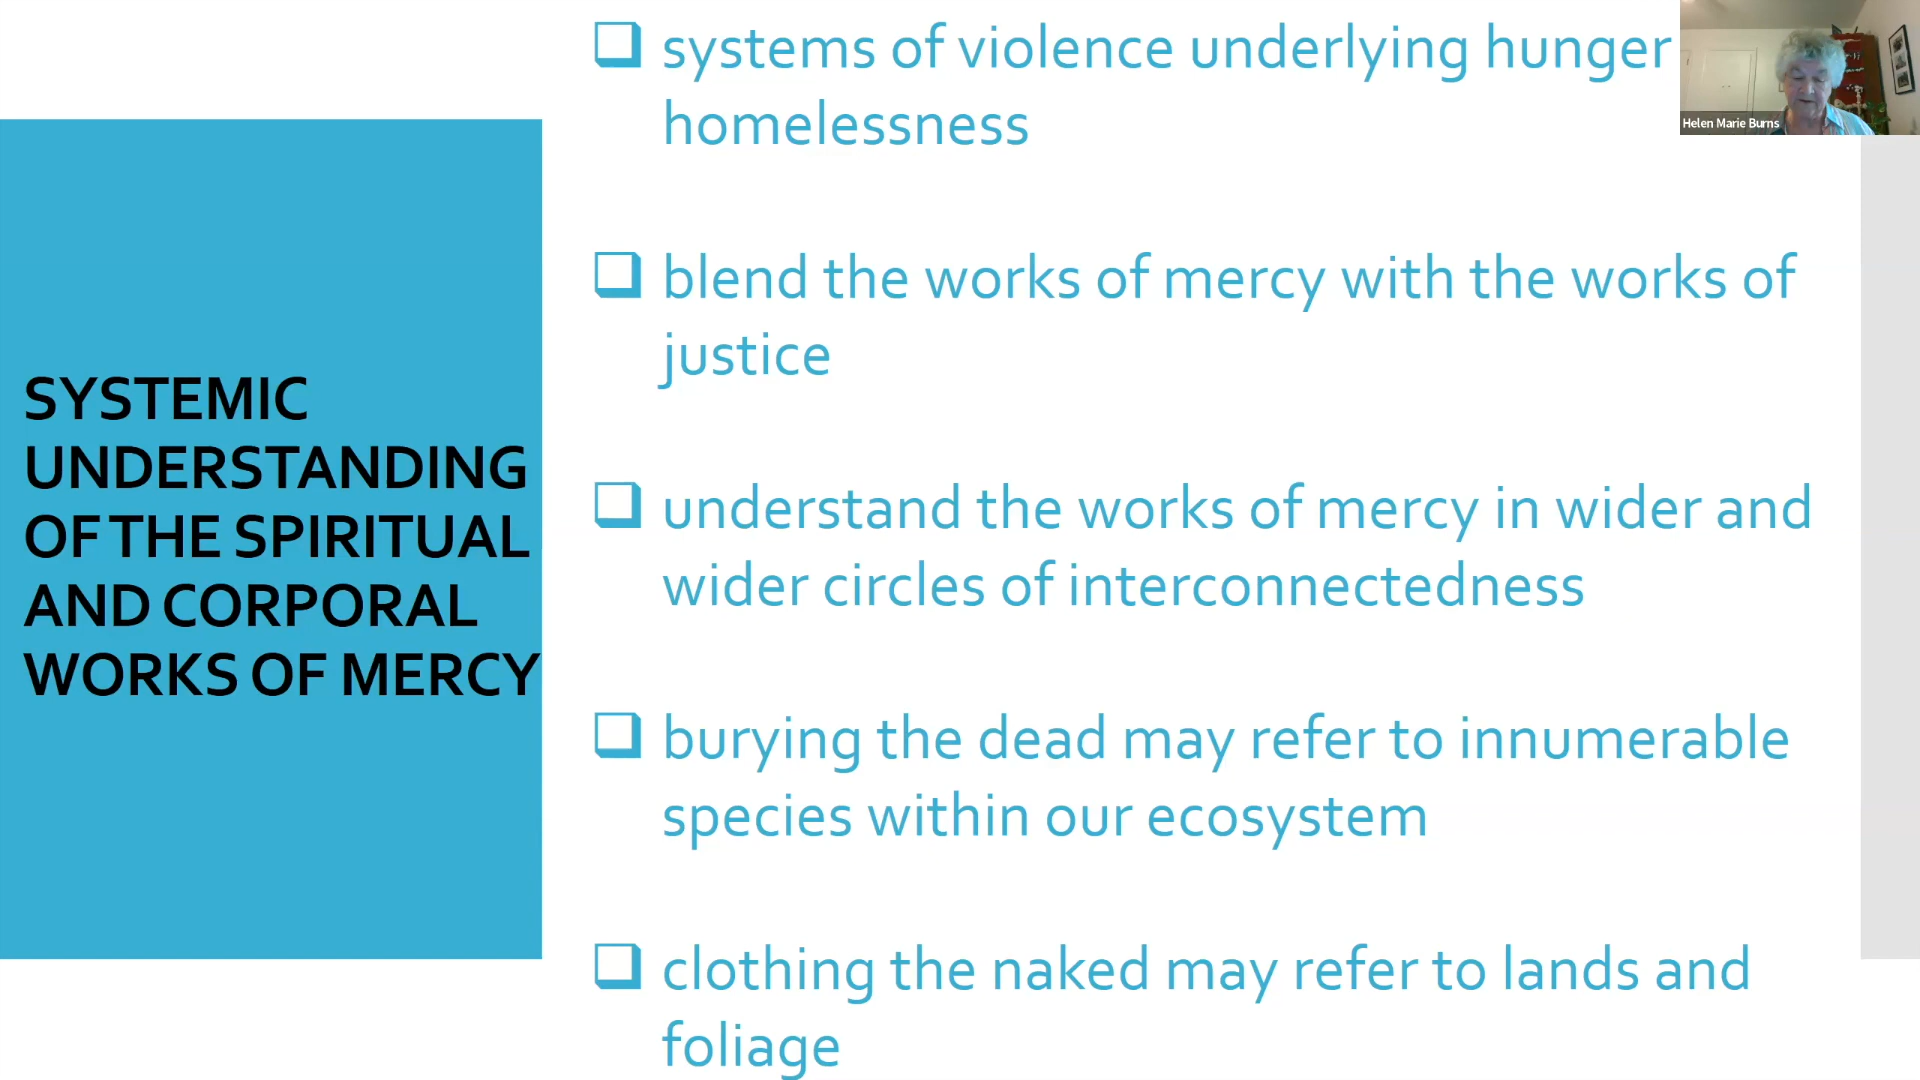 SYSTEMIC
UNDERSTANDING
OF THE SPIRITUAL
AND CORPORAL
WORKS OF MERCY
systems of violence underlying hunger
homelessness
blend the works of mercy with the works of
justice
understand the works of mercy in wider and
wider circles of interconnectedness
burying the dead may refer to innumerable
species within our ecosystem
clothing the naked may refer to lands and
foliage
Helen Marie Burns